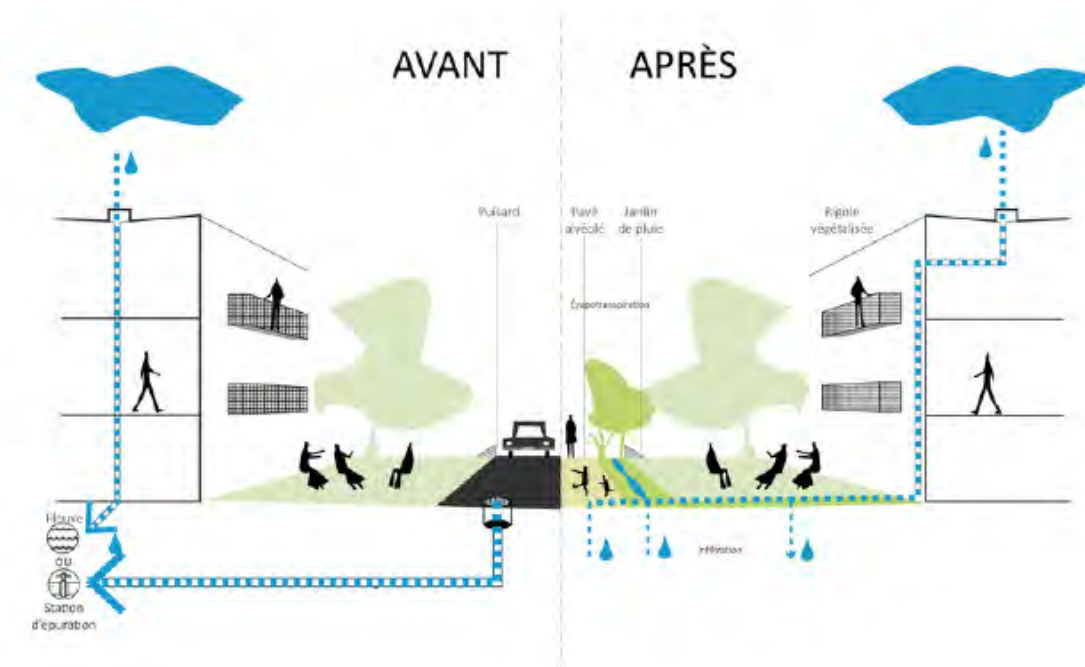 AVANT
APRÈS
Puisard
Pavé
alvéolé
Jardin
de pluie
Rigole
végétalisée
Évapotranspiration
Fleuve
ou
Station
d'épuration
Infiltration